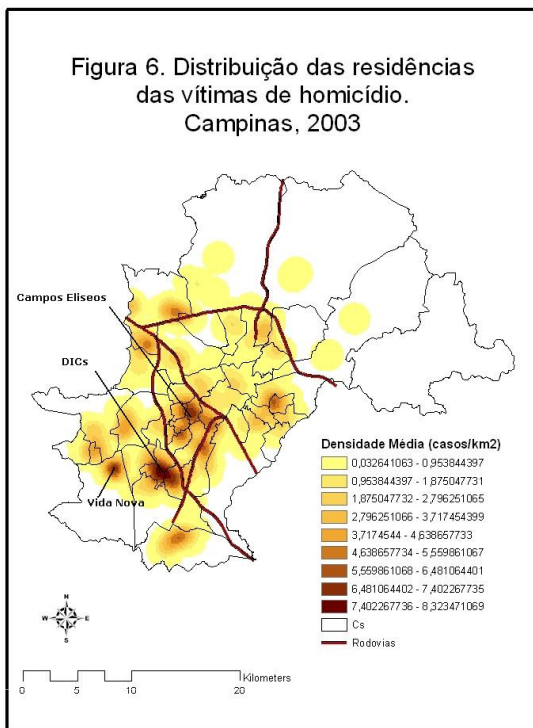 Figura 6. Distribuição das residências
das vítimas de homicídio.
Campinas, 2003
Campos Eliseos
DICs
Vida Nova
Densidade Média (casos/km2)
0,032641063 - 0,953844397
0,953844397 - 1,875047731
1,875047732 - 2,796251065
2,796251066 - 3,717454399
3,7174544 - 4,638657733
4,638657734 - 5,559861067
5,559861068 - 6,481064401
6,481064402 - 7,402267735
7,402267736 - 8,323471069
Cs
Rodovias
N
W E
S
Kilometers
0 5 10 20